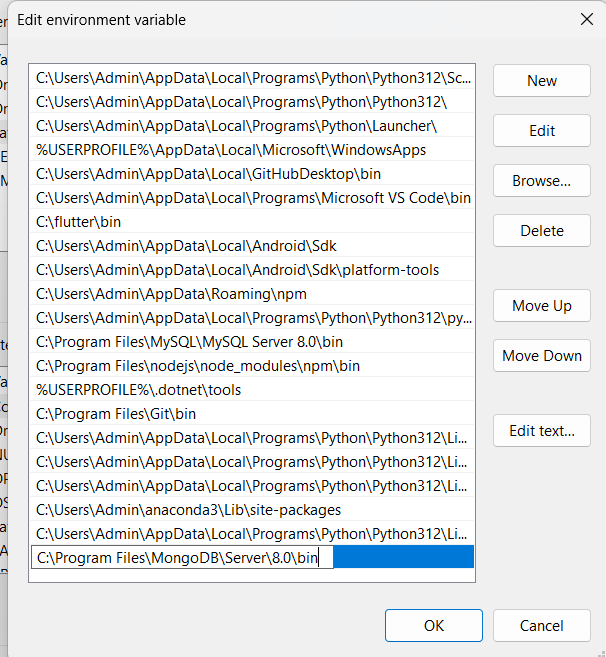 Edit environment variable
C:\Users\Admin\AppData\Local\Programs\Python\Python312\Sc...
C:\Users\Admin\AppData\Local\Programs\Python\Python312\
C:\Users\Admin\AppData\Local\Programs\Python\Launcher\
%USERPROFILE%\AppData\Local\Microsoft\WindowsApps
C:\Users\Admin\AppData\Local\GitHubDesktop\bin
C:\Users\Admin\AppData\Local\Programs\Microsoft VS Code\bin
C:\flutter\bin
C:\Users\Admin\AppData\Local\Android\Sdk
C:\Users\Admin\AppData\Local\Android\Sdk\platform-tools
C:\Users\Admin\AppData\Roaming\npm
C:\Users\Admin\AppData\Local\Programs\Python\Python312\py...
C:\Program Files\MySQL\MySQL Server 8.0\bin
C:\Program Files\nodejs\node_modules\npm\bin
%USERPROFILE%\.dotnet\tools
C:\Program Files\Git\bin
C:\Users\Admin\AppData\Local\Programs\Python\Python312\Li...
C:\Users\Admin\AppData\Local\Programs\Python\Python312\Li...
C:\Users\Admin\AppData\Local\Programs\Python\Python312\Li...
C:\Users\Admin\anaconda3\Lib\site-packages
C:\Users\Admin\AppData\Local\Programs\Python\Python312\Li...
C:\Program Files\MongoDB\Server\8.0\bin
New
Edit
Browse...
Delete
Move Up
Move Down
Edit text...
OK
Cancel